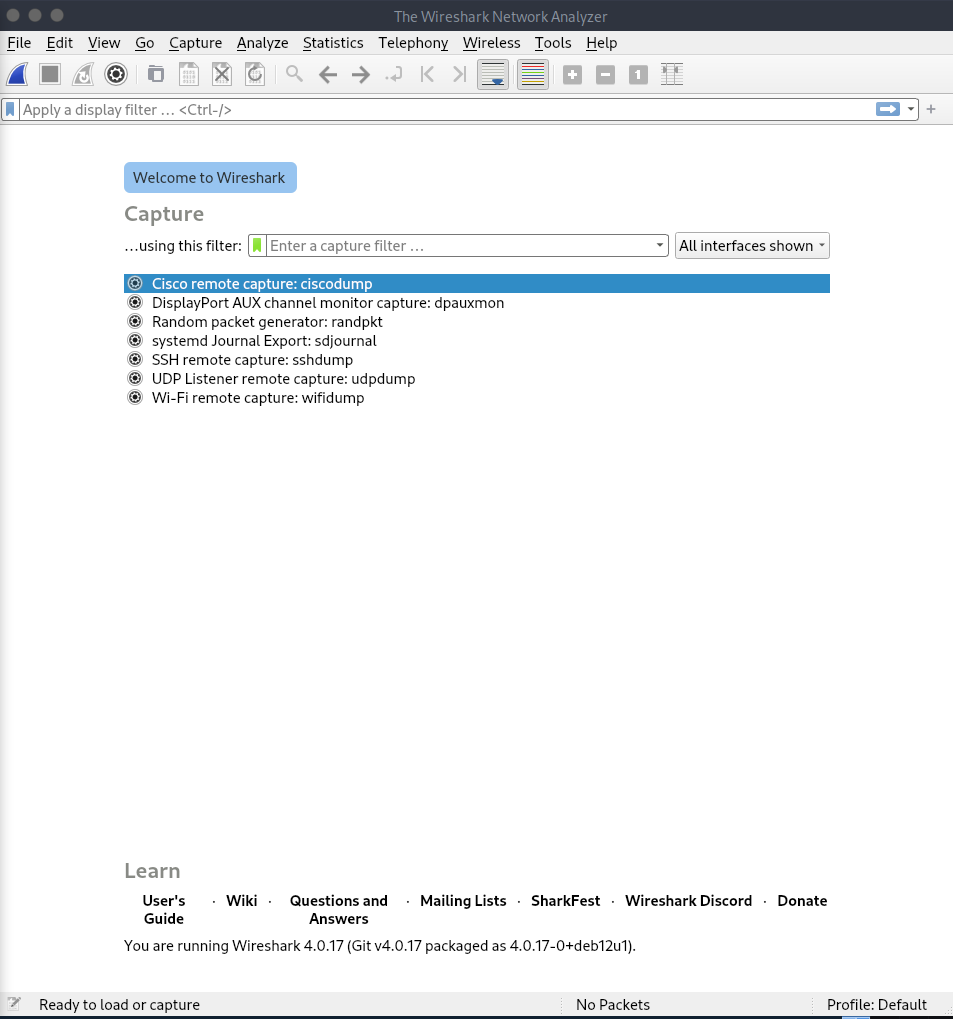 The Wireshark Network Analyzer
File Edit View Go Capture Analyze Statistics Telephony Wireless Tools Help
1
Apply a display filter … <Ctrl-/>
+
Welcome to Wireshark
Capture
…using this filter: Enter a capture filter … All interfaces shown
Cisco remote capture: ciscodump
DisplayPort AUX channel monitor capture: dpauxmon
Random packet generator: randpkt
systemd Journal Export: sdjournal
SSH remote capture: sshdump
UDP Listener remote capture: udpdump
Wi-Fi remote capture: wifidump
Learn
User's Guide · Wiki · Questions and Answers · Mailing Lists · SharkFest · Wireshark Discord · Donate
You are running Wireshark 4.0.17 (Git v4.0.17 packaged as 4.0.17-0+deb12u1).
Ready to load or capture No Packets Profile: Default